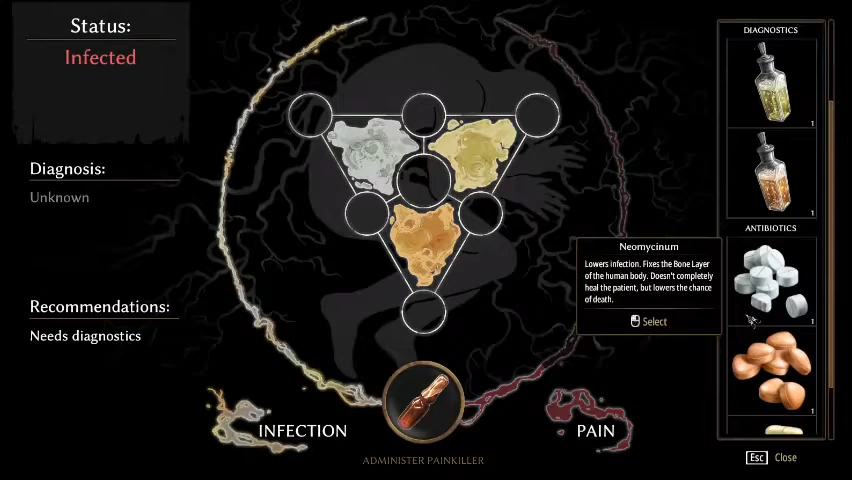 Status:
Infected
Diagnosis:
Unknown
Recommendations:
Needs diagnostics
INFECTION
PAIN
ADMINISTER PAINKILLER
DIAGNOSTICS
1
1
ANTIBIOTICS
1
1
Neomycinum
Lowers infection. Fixes the Bone Layer
of the human body. Doesn't completely
heal the patient, but lowers the chance
of death.
Select
Esc Close